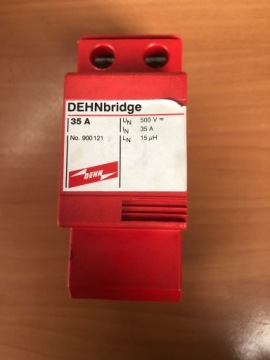 DEHNbridge
35 A
No. 900 121
UN 500 V ⎓
IN 35 A
LN 15 µH
DEHN